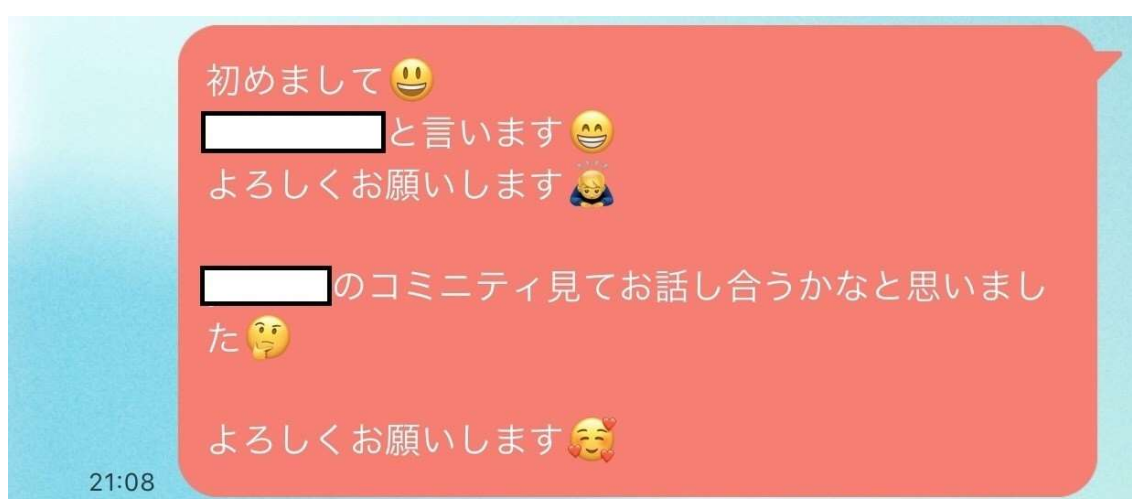 初めまして😃
と言います😁
よろしくお願いします🙇
のコミニティ見てお話し合うかなと思いまし
た🤔
よろしくお願いします🥰
21:08